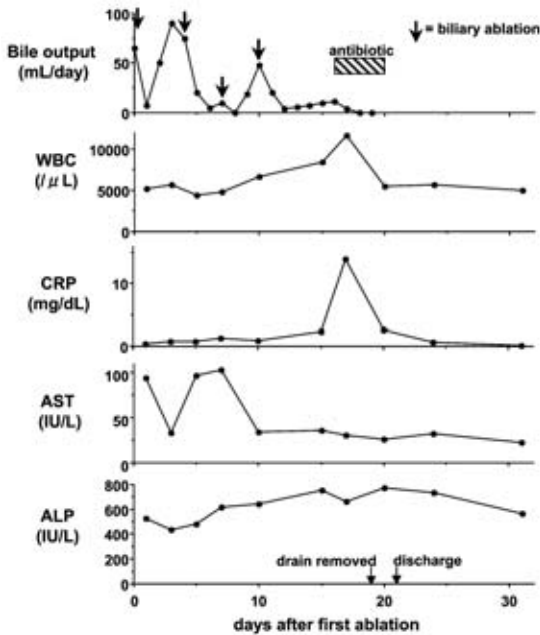 100
50
0
Bile output
(mL/day)
= biliary ablation
antibiotic
10000
5000
0
WBC
(/μL)
10
0
CRP
(mg/dL)
100
50
0
AST
(IU/L)
800
600
400
200
0
ALP
(IU/L)
drain removed discharge
0 10 20 30
days after first ablation